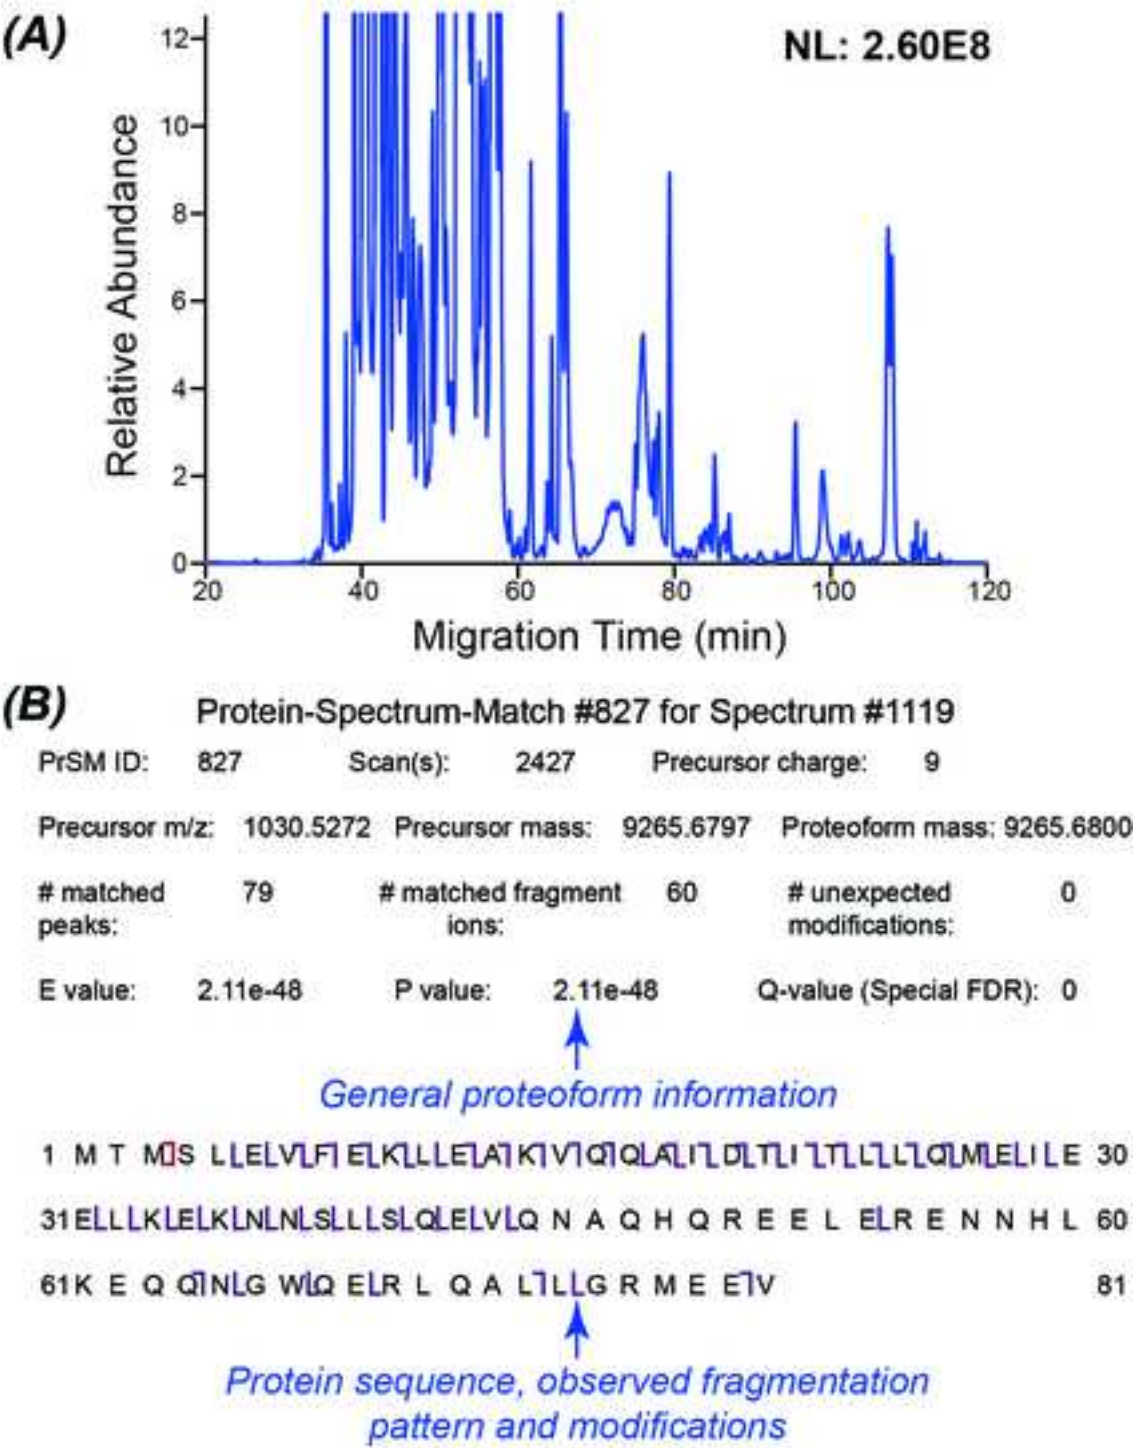 (A)
NL: 2.60E8
Relative Abundance
12
10
8
6
4
2
0
20 40 60 80 100 120
Migration Time (min)
(B)
Protein-Spectrum-Match #827 for Spectrum #1119
PrSM ID: 827 Scan(s): 2427 Precursor charge: 9
Precursor m/z: 1030.5272 Precursor mass: 9265.6797 Proteoform mass: 9265.6800
# matched peaks: 79 # matched fragment ions: 60 # unexpected modifications: 0
E value: 2.11e-48 P value: 2.11e-48 Q-value (Special FDR): 0
General proteoform information
1 M T M S L L E V F E K L L E A K V Q Q A I D T I T L L Q M E I E 30
31 E L K E K N N S L S Q E V Q N A Q H Q R E E L E R E N N H L 60
61 K E Q Q N G W Q E R L Q A L L G R M E E V 81
Protein sequence, observed fragmentation
pattern and modifications